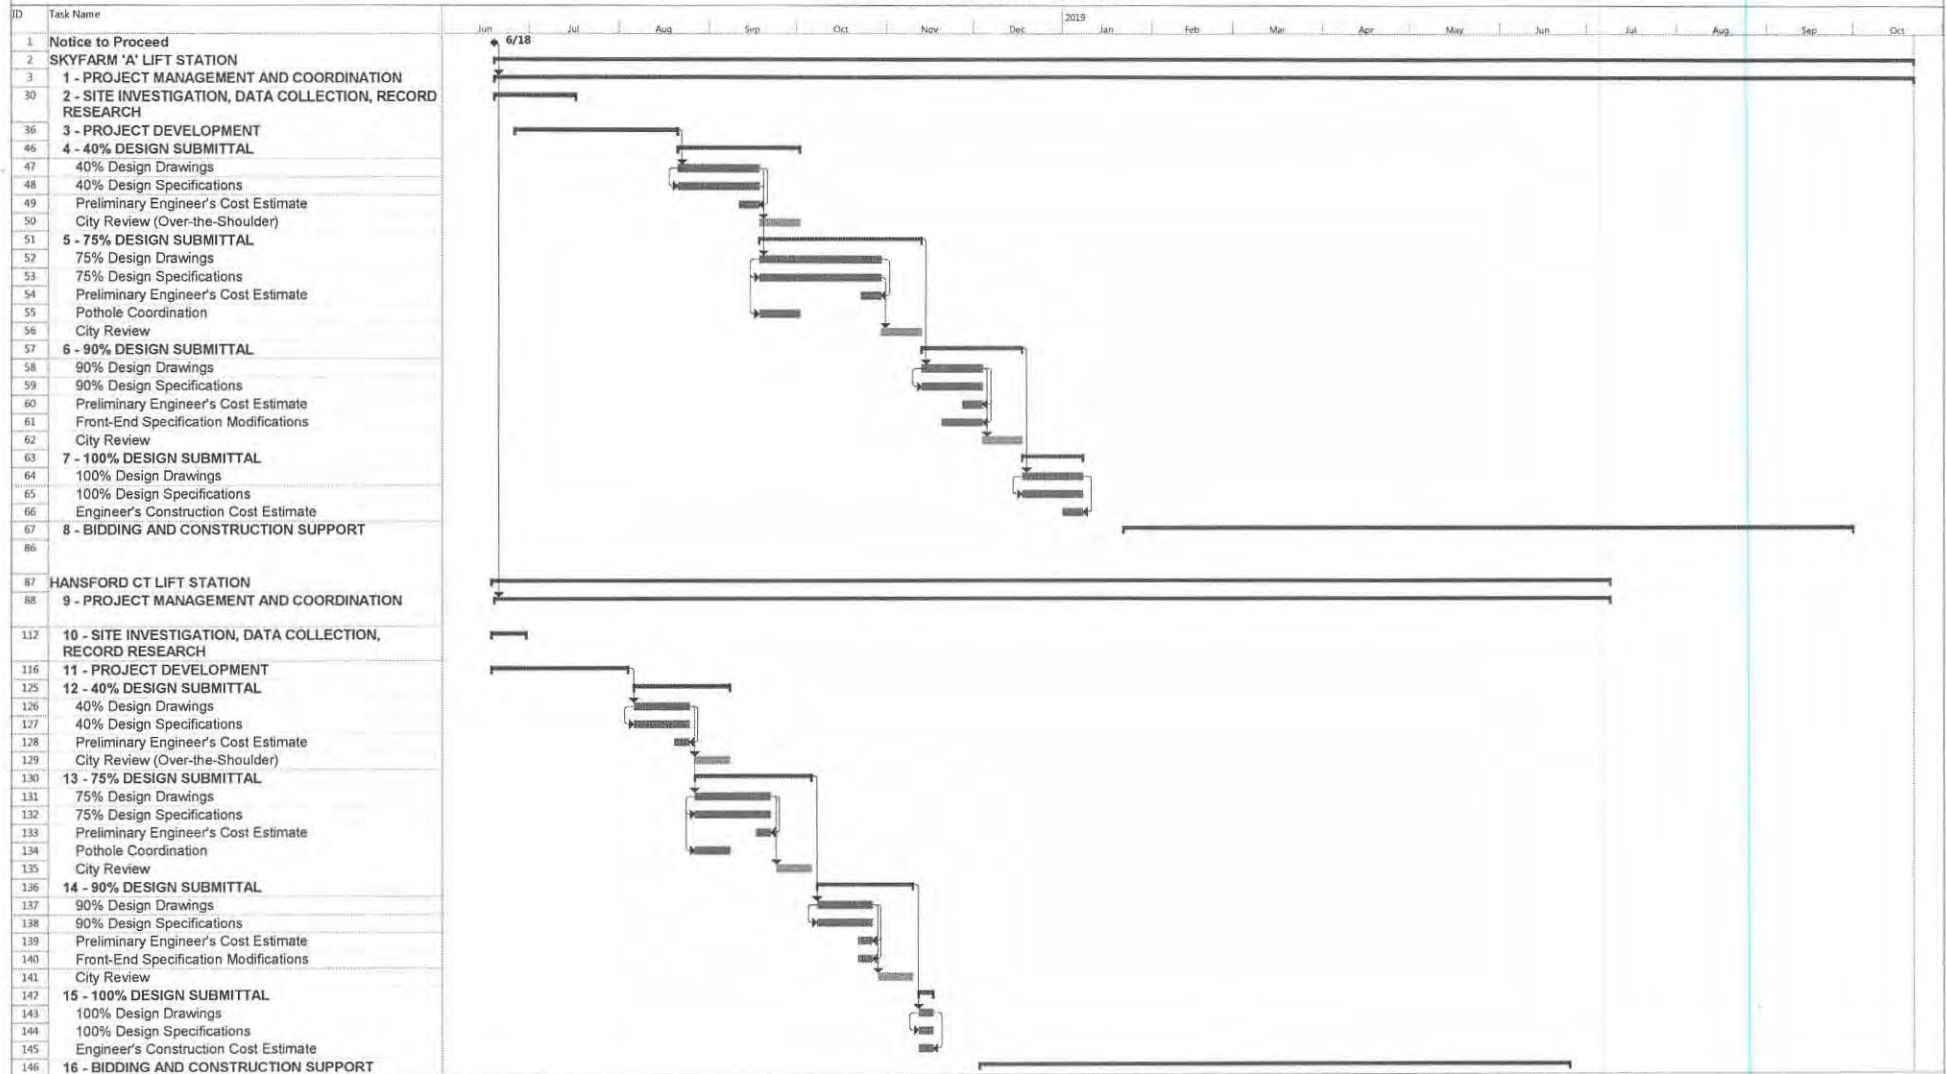 ID Task Name
2019
Jun Jul Aug Sep Oct Nov Dec Jan Feb Mar Apr May Jun Jul Aug Sep Oct
1 Notice to Proceed 6/18
2 SKYFARM 'A' LIFT STATION
3 1 - PROJECT MANAGEMENT AND COORDINATION
30 2 - SITE INVESTIGATION, DATA COLLECTION, RECORD
RESEARCH
36 3 - PROJECT DEVELOPMENT
46 4 - 40% DESIGN SUBMITTAL
47 40% Design Drawings
48 40% Design Specifications
49 Preliminary Engineer's Cost Estimate
50 City Review (Over-the-Shoulder)
51 5 - 75% DESIGN SUBMITTAL
52 75% Design Drawings
53 75% Design Specifications
54 Preliminary Engineer's Cost Estimate
55 Pothole Coordination
56 City Review
57 6 - 90% DESIGN SUBMITTAL
58 90% Design Drawings
59 90% Design Specifications
60 Preliminary Engineer's Cost Estimate
61 Front-End Specification Modifications
62 City Review
63 7 - 100% DESIGN SUBMITTAL
64 100% Design Drawings
65 100% Design Specifications
66 Engineer's Construction Cost Estimate
67 8 - BIDDING AND CONSTRUCTION SUPPORT
86
87 HANSFORD CT LIFT STATION
88 9 - PROJECT MANAGEMENT AND COORDINATION
112 10 - SITE INVESTIGATION, DATA COLLECTION,
RECORD RESEARCH
116 11 - PROJECT DEVELOPMENT
125 12 - 40% DESIGN SUBMITTAL
126 40% Design Drawings
127 40% Design Specifications
128 Preliminary Engineer's Cost Estimate
129 City Review (Over-the-Shoulder)
130 13 - 75% DESIGN SUBMITTAL
131 75% Design Drawings
132 75% Design Specifications
133 Preliminary Engineer's Cost Estimate
134 Pothole Coordination
135 City Review
136 14 - 90% DESIGN SUBMITTAL
137 90% Design Drawings
138 90% Design Specifications
139 Preliminary Engineer's Cost Estimate
140 Front-End Specification Modifications
141 City Review
142 15 - 100% DESIGN SUBMITTAL
143 100% Design Drawings
144 100% Design Specifications
145 Engineer's Construction Cost Estimate
146 16 - BIDDING AND CONSTRUCTION SUPPORT